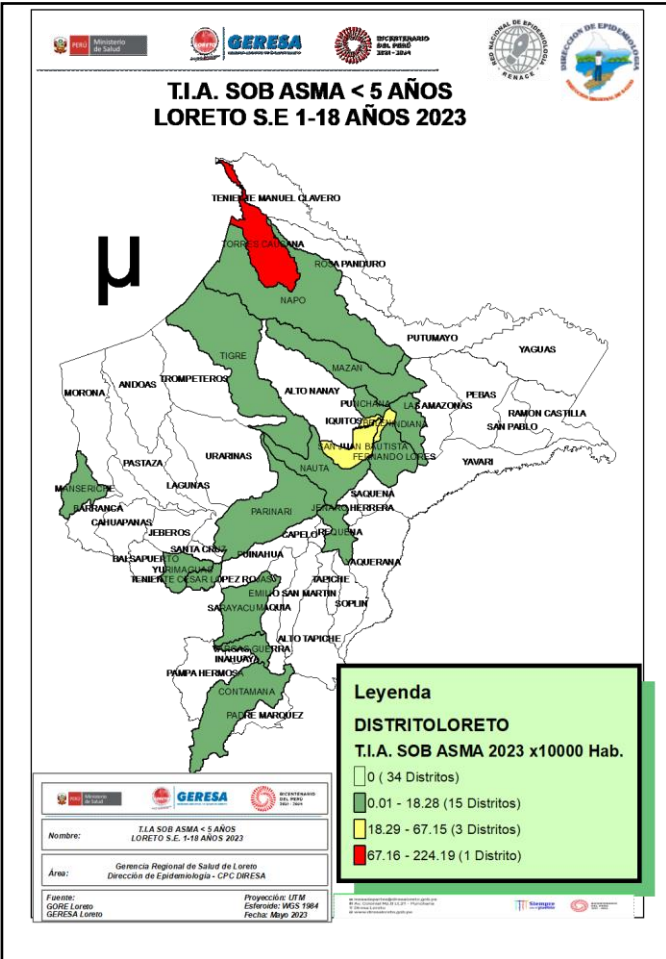 PERÚ Ministerio de Salud
LORETO
GERESA
BICENTENARIO DEL PERÚ 2021 - 2024
RED NACIONAL DE EPIDEMIOLOGIA
RENACE
DIRECCION DE EPIDEMIOLOGIA
T.I.A. SOB ASMA < 5 AÑOS
LORETO S.E 1-18 AÑOS 2023
µ
TENIENTE MANUEL CLAVERO
TORRES CAUSANA
ROSA PANDURO
NAPO
PUTUMAYO
YAGUAS
TIGRE
MAZAN
TROMPETEROS
ANDOAS
MORONA
ALTO NANAY
PEBAS
PUNCHANA
LAS AMAZONAS
RAMON CASTILLA
IQUITOS
INDIANA
SAN PABLO
SAN JUAN BAUTISTA
FERNANDO LORES
URARINAS
PASTAZA
NAUTA
YAVARI
LAGUNAS
SAQUENA
MANSERICHE
BARRANCA
PARINARI
JENARO HERRERA
CAHUAPANAS
JEBEROS
CAPELO
REQUENA
SANTA CRUZ
PUINAHUA
YAQUERANA
BALSAPUERTO
YURIMAGUAS
TENIENTE CESAR LOPEZ ROJAS
TAPICHE
EMILIO SAN MARTIN
SARAYACU
MAQUIA
SOPLIN
ALTO TAPICHE
VARGAS GUERRA
INAHUAYA
PAMPA HERMOSA
CONTAMANA
PADRE MARQUEZ
Leyenda
DISTRITOLORETO
T.I.A. SOB ASMA 2023 x10000 Hab.
0 ( 34 Distritos)
0.01 - 18.28 (15 Distritos)
18.29 - 67.15 (3 Distritos)
67.16 - 224.19 (1 Distrito)
PERÚ Ministerio de Salud
GERESA
BICENTENARIO DEL PERÚ 2021 - 2024
Nombre:
T.I.A SOB ASMA < 5 AÑOS
LORETO S.E. 1-18 AÑOS 2023
Área:
Gerencia Regional de Salud de Loreto
Dirección de Epidemiología - CPC DIRESA
Fuente:
GORE Loreto
GERESA Loreto
Proyección: UTM
Esferoide: WGS 1984
Fecha: Mayo 2023
Siempre